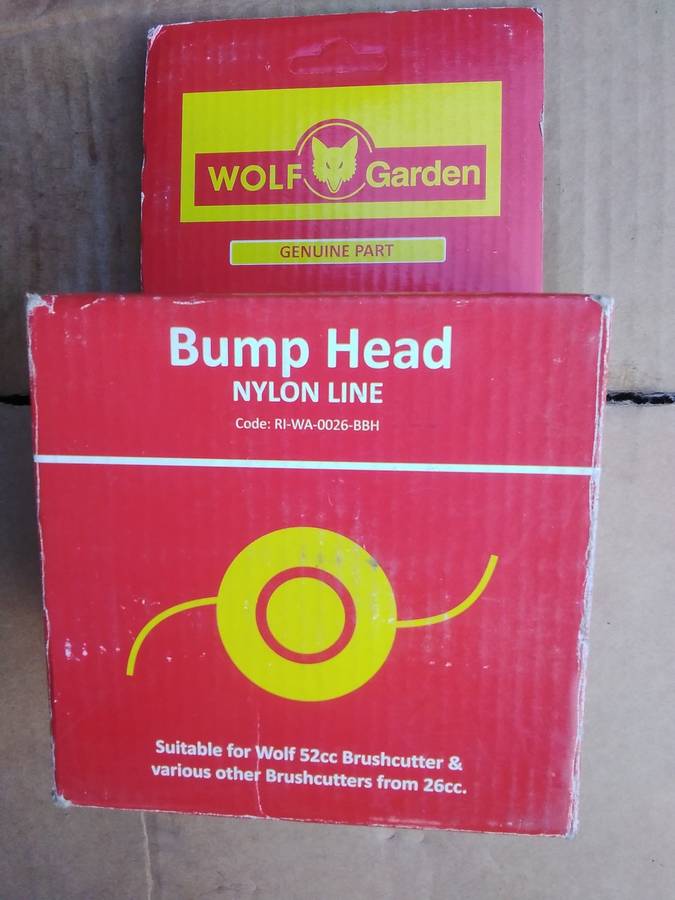 WOLF Garden
GENUINE PART
Bump Head
NYLON LINE
Code: RI-WA-0026-BBH
Suitable for Wolf 52cc Brushcutter &
various other Brushcutters from 26cc.